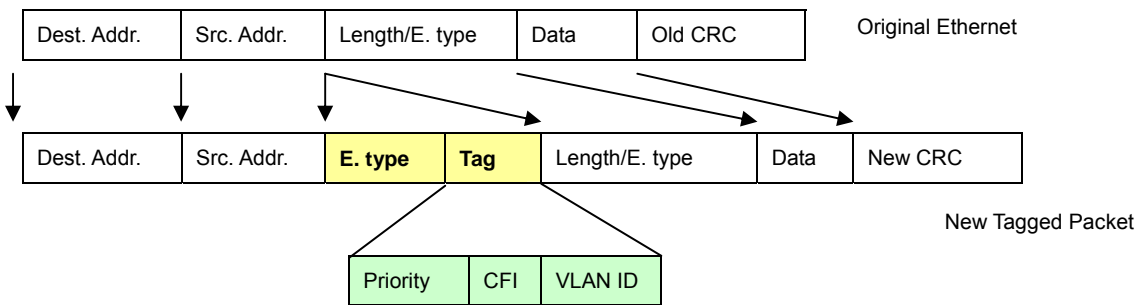 Dest. Addr. Src. Addr. Length/E. type Data Old CRC Original Ethernet
Dest. Addr. Src. Addr. E. type Tag Length/E. type Data New CRC
New Tagged Packet
Priority CFI VLAN ID